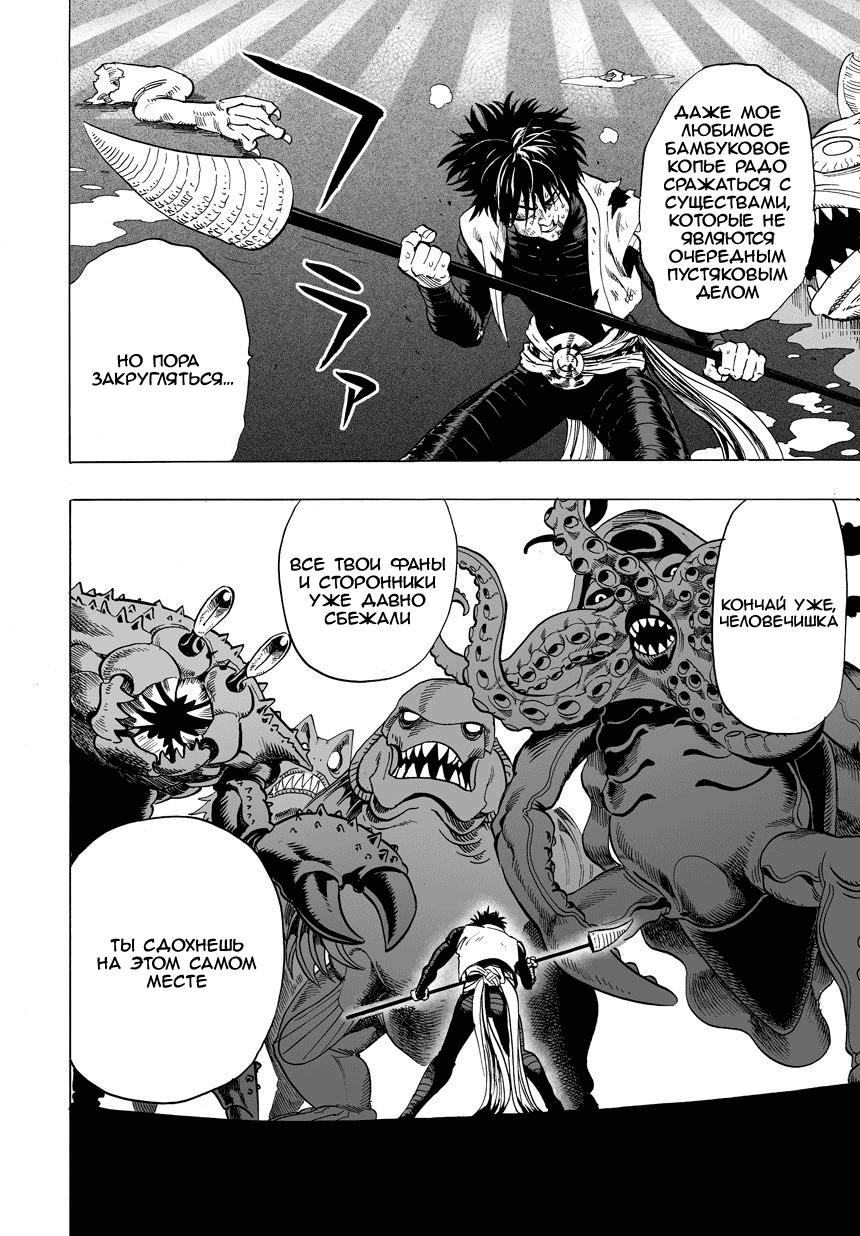 ДАЖЕ МОЕ
ЛЮБИМОЕ
БАМБУКОВОЕ
КОПЬЕ РАДО
СРАЖАТЬСЯ С
СУЩЕСТВАМИ,
КОТОРЫЕ НЕ
ЯВЛЯЮТСЯ
ОЧЕРЕДНЫМ
ПУСТЯКОВЫМ
ДЕЛОМ
НО ПОРА
ЗАКРУГЛЯТЬСЯ...
КОНЧАЙ УЖЕ,
ЧЕЛОВЕЧИШКА
ВСЕ ТВОИ ФАНЫ
И СТОРОННИКИ
УЖЕ ДАВНО
СБЕЖАЛИ
ТЫ СДОХНЕШЬ
НА ЭТОМ САМОМ
МЕСТЕ